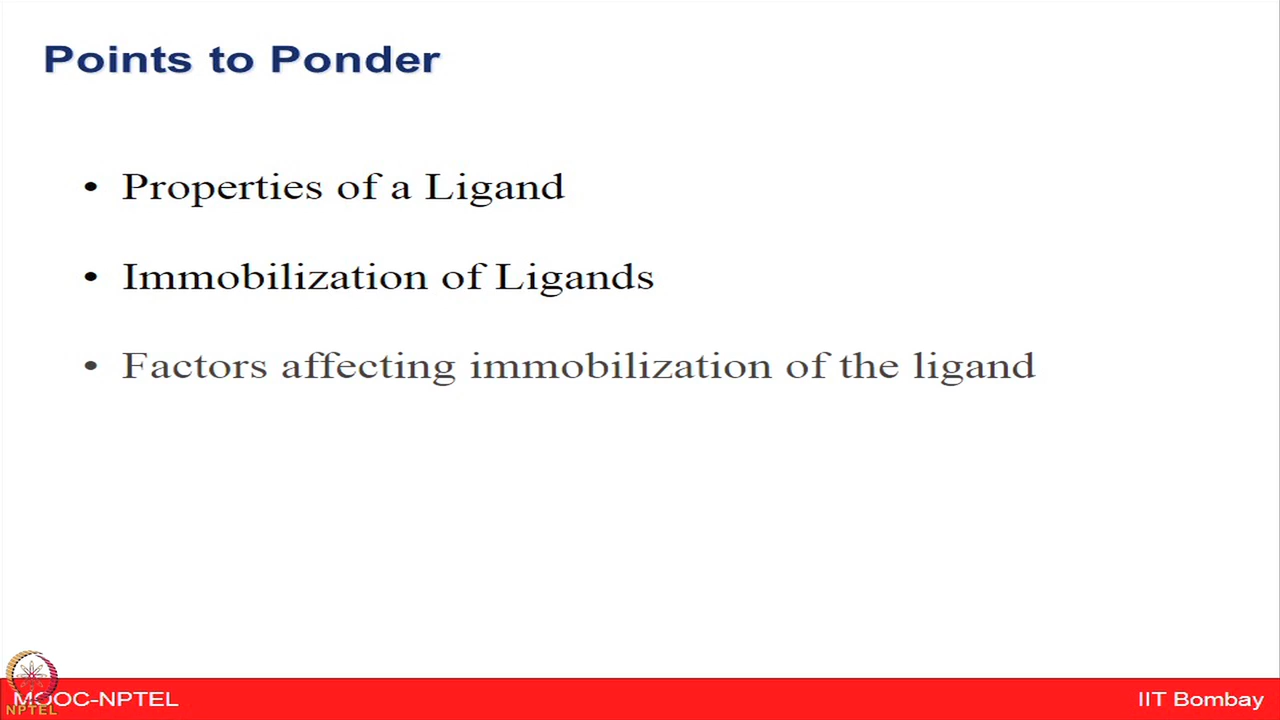 Points to Ponder
• Properties of a Ligand
• Immobilization of Ligands
• Factors affecting immobilization of the ligand
MOOC-NPTEL
NPTEL
IIT Bombay